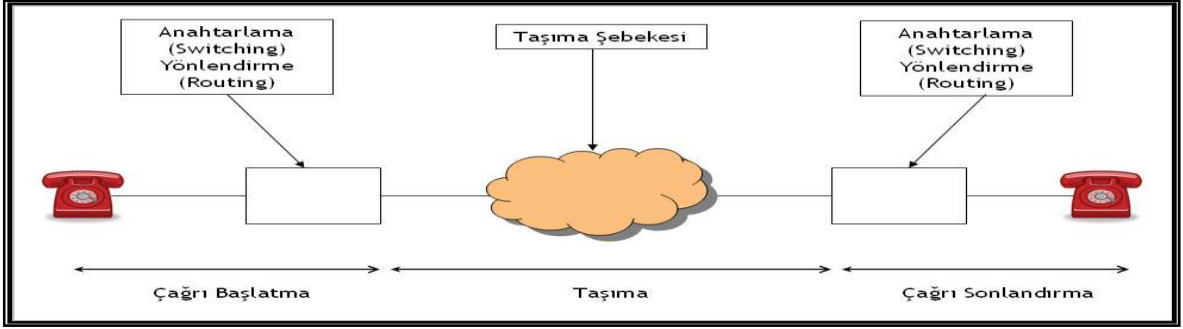 Anahtarlama
(Switching)
Yönlendirme
(Routing)
Taşıma Şebekesi
Anahtarlama
(Switching)
Yönlendirme
(Routing)
Çağrı Başlatma
Taşıma
Çağrı Sonlandırma